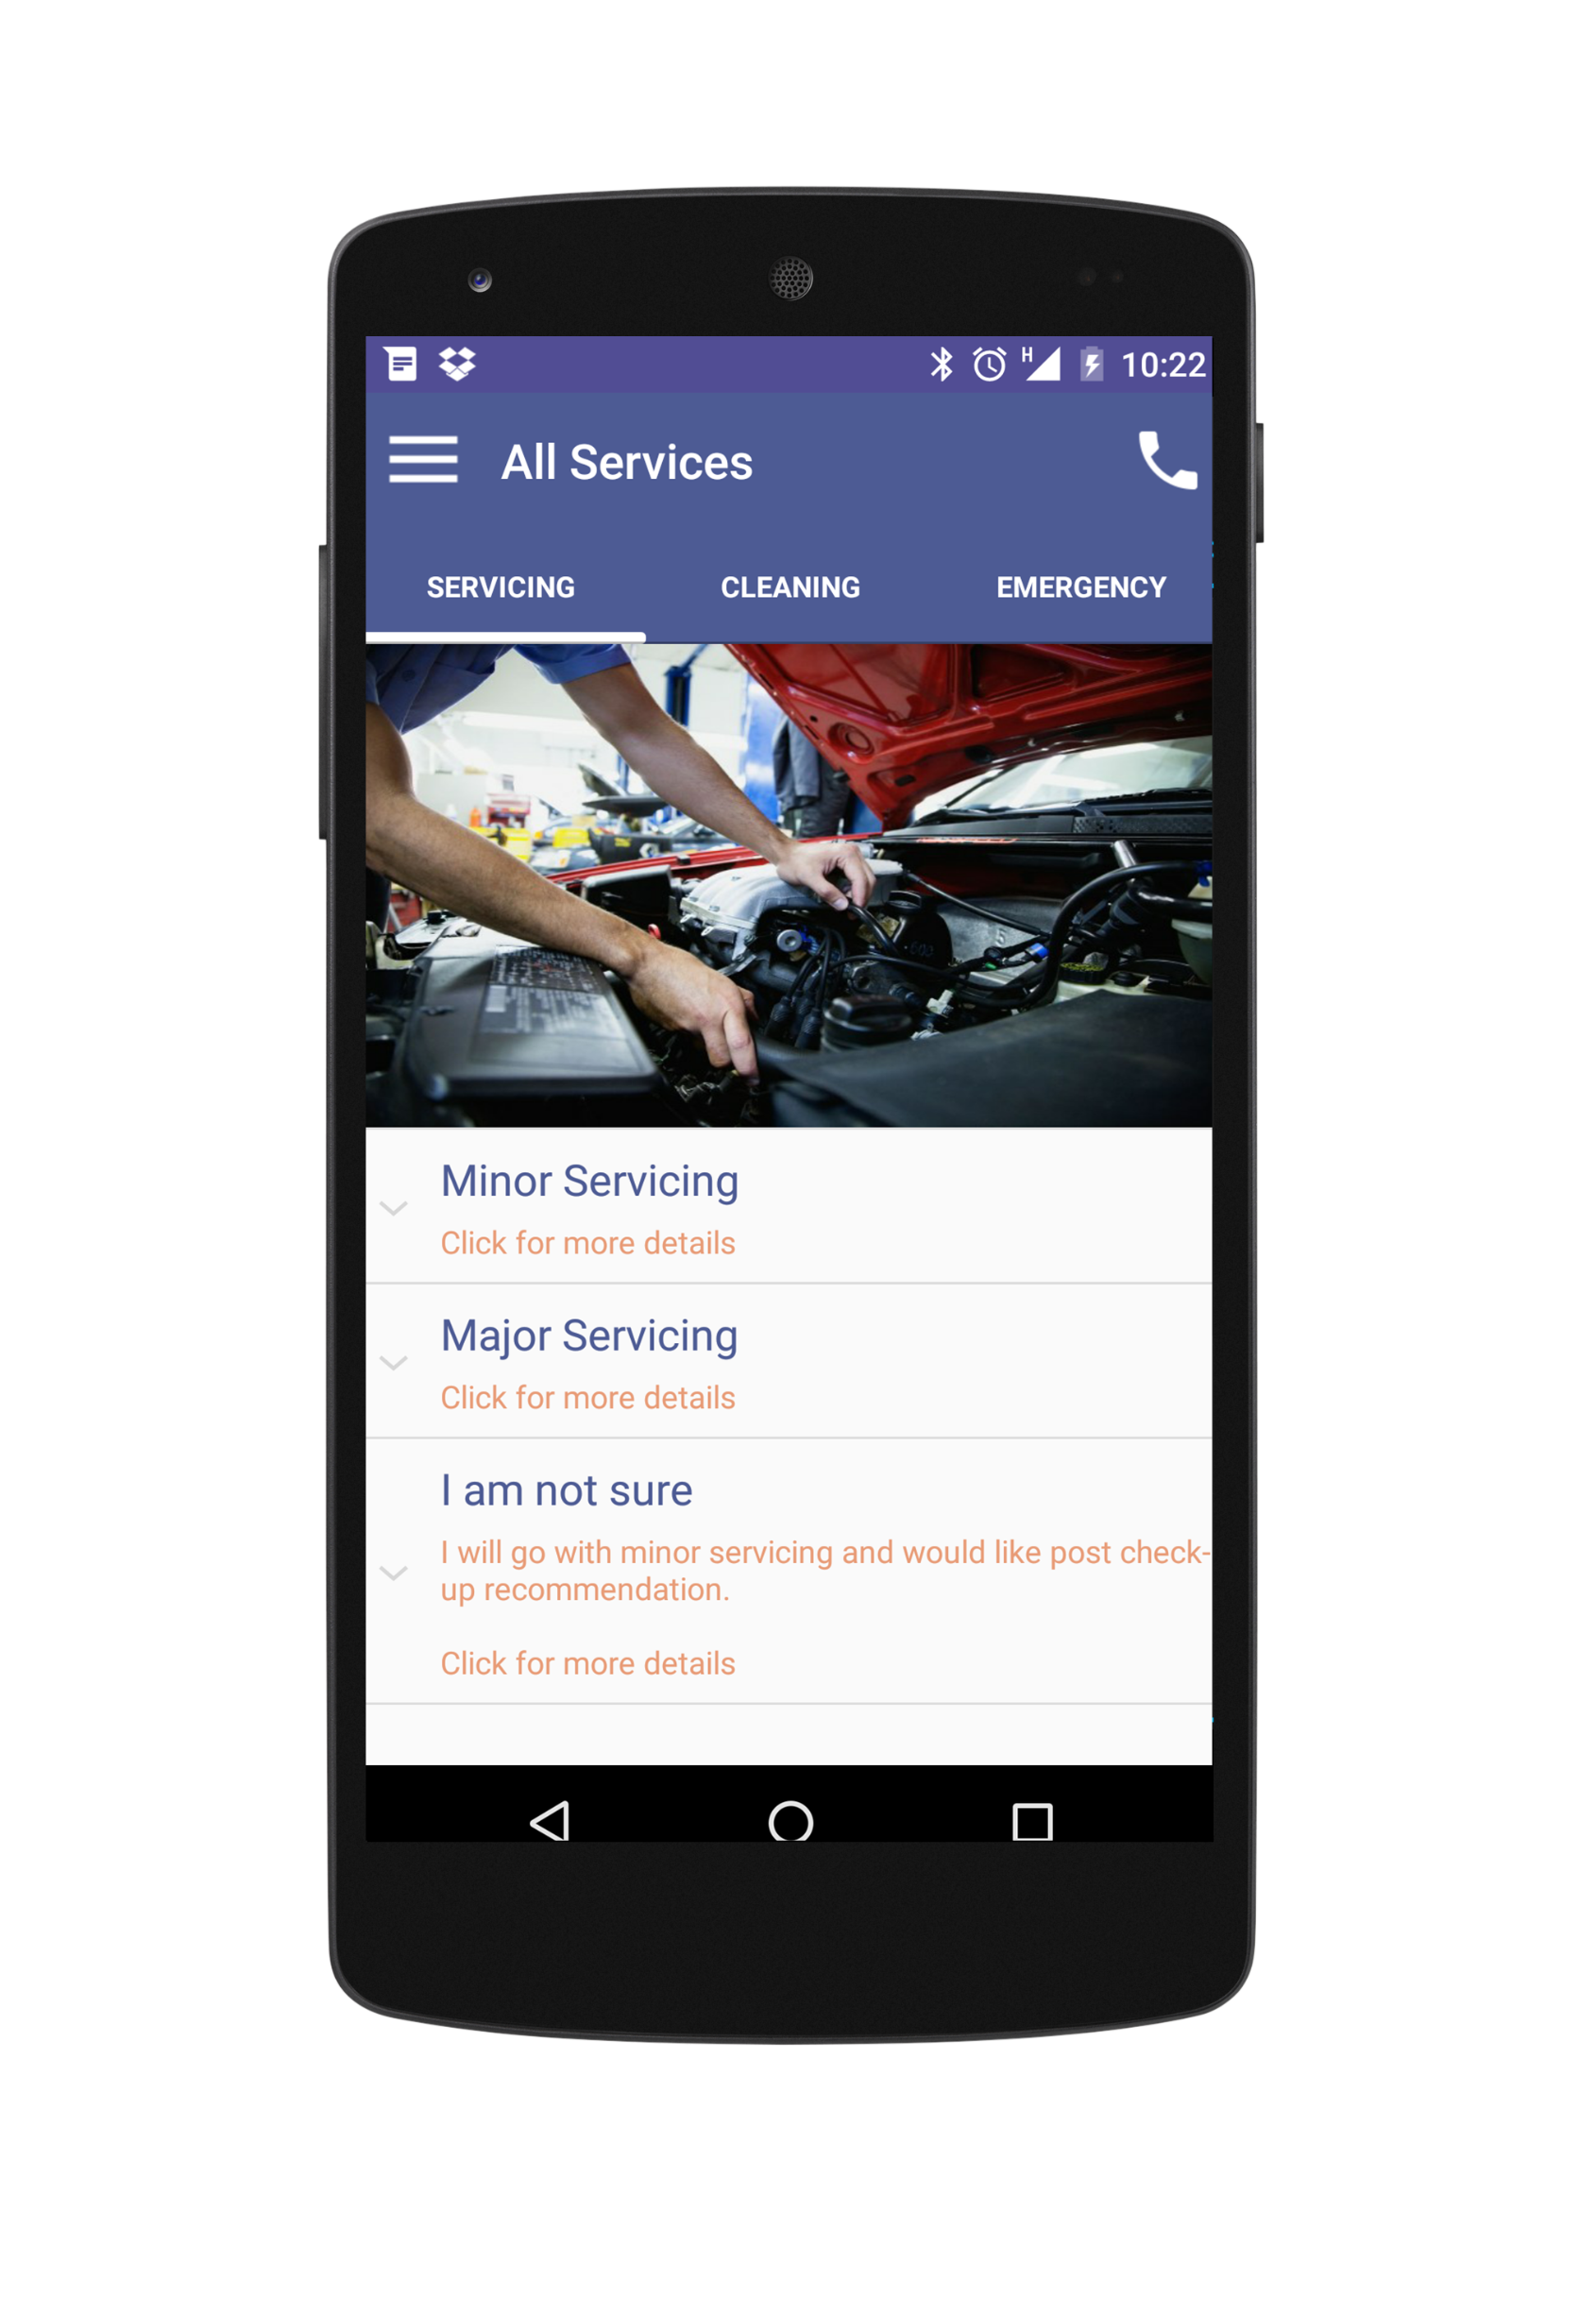 H 10:22
All Services
SERVICING CLEANING EMERGENCY
Minor Servicing
Click for more details
Major Servicing
Click for more details
I am not sure
I will go with minor servicing and would like post check-
up recommendation.
Click for more details